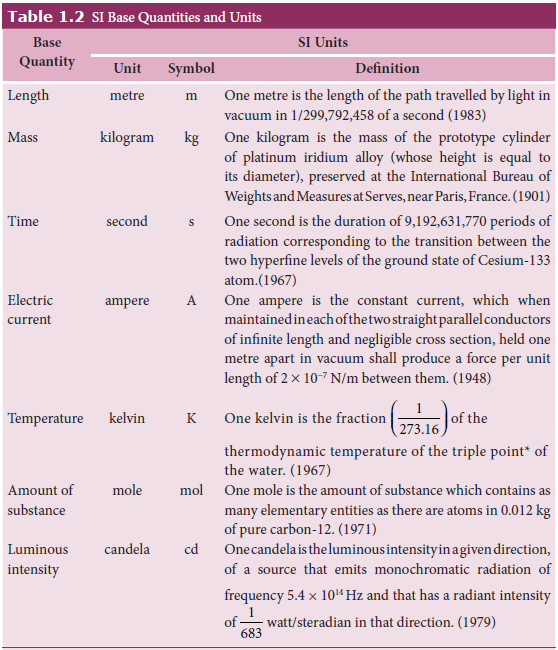 Table 1.2 SI Base Quantities and Units
Base Quantity
SI Units
Unit Symbol Definition
Length metre m One metre is the length of the path travelled by light in
vacuum in 1/299,792,458 of a second (1983)
Mass kilogram kg One kilogram is the mass of the prototype cylinder
of platinum iridium alloy (whose height is equal to
its diameter), preserved at the International Bureau of
Weights and Measures at Serves, near Paris, France. (1901)
Time second s One second is the duration of 9,192,631,770 periods of
radiation corresponding to the transition between the
two hyperfine levels of the ground state of Cesium-133
atom.(1967)
Electric current ampere A One ampere is the constant current, which when
maintained in each of the two straight parallel conductors
of infinite length and negligible cross section, held one
metre apart in vacuum shall produce a force per unit
length of 2 × 10⁻⁷ N/m between them. (1948)
Temperature kelvin K One kelvin is the fraction (1/273.16) of the
thermodynamic temperature of the triple point* of
the water. (1967)
Amount of substance mole mol One mole is the amount of substance which contains as
many elementary entities as there are atoms in 0.012 kg
of pure carbon-12. (1971)
Luminous intensity candela cd One candela is the luminous intensity in a given direction,
of a source that emits monochromatic radiation of
frequency 5.4 × 10¹⁴ Hz and that has a radiant intensity
of 1/683 watt/steradian in that direction. (1979)